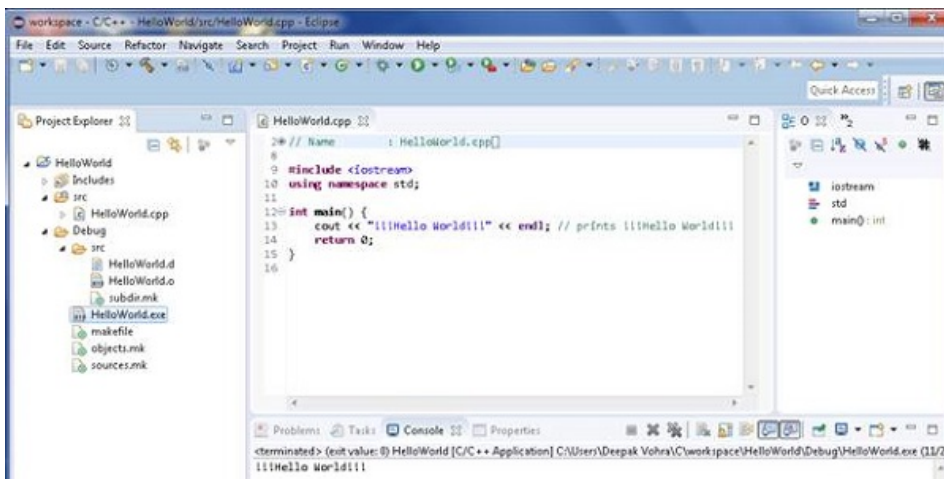 workspace - C/C++ - HelloWorld/src/HelloWorld.cpp - Eclipse
File Edit Source Refactor Navigate Search Project Run Window Help
Quick Access
Project Explorer
HelloWorld
Includes
src
HelloWorld.cpp
Debug
src
HelloWorld.d
HelloWorld.o
subdir.mk
HelloWorld.exe
makefile
objects.mk
sources.mk
HelloWorld.cpp
2 // Name : HelloWorld.cpp
8
9 #include <iostream>
10 using namespace std;
11
12 int main() {
13 cout << "!!!Hello World!!!" << endl; // prints !!!Hello World!!!
14 return 0;
15 }
16
O
2
iostream
std
main() : int
Problems Tasks Console Properties
<terminated> (exit value: 0) HelloWorld [C/C++ Application] C:\Users\Deepak Vohra\C\workspace\HelloWorld\Debug\HelloWorld.exe (11/2
!!!Hello World!!!